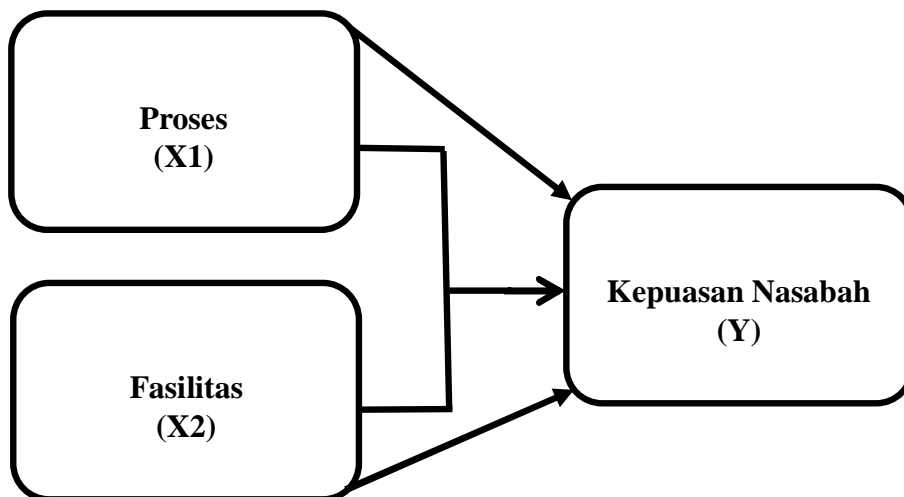 Proses
(X1)
Fasilitas
(X2)
Kepuasan Nasabah
(Y)